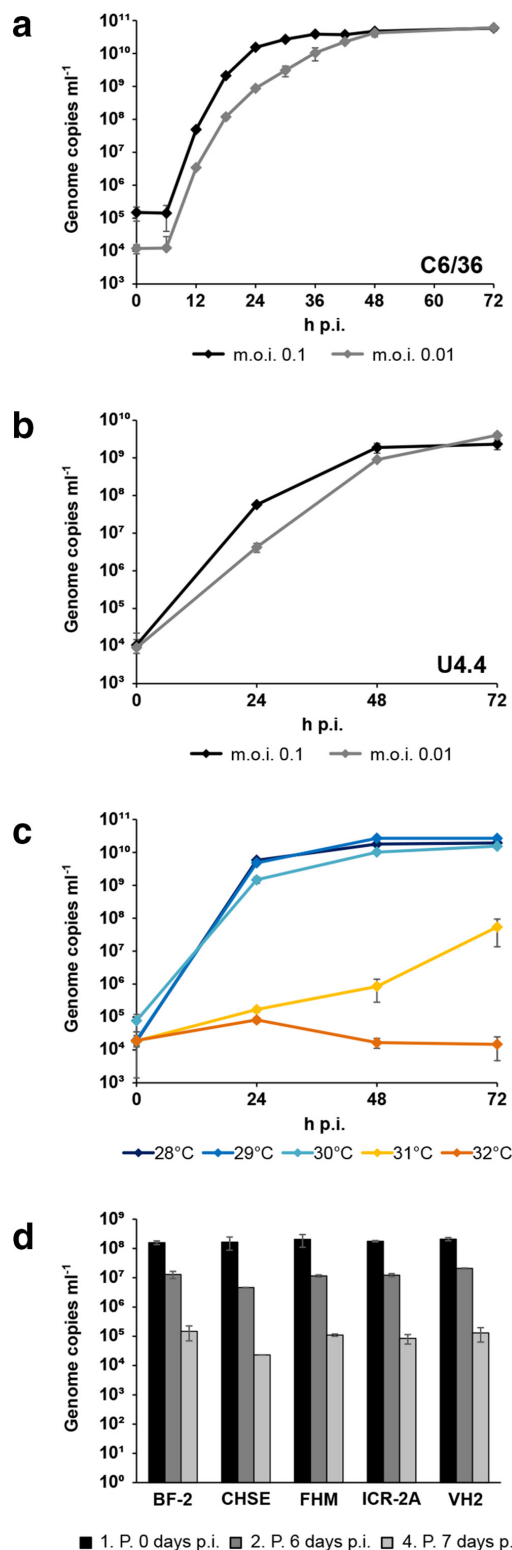 a
Genome copies ml⁻¹
10¹¹
10¹⁰
10⁹
10⁸
10⁷
10⁶
10⁵
10⁴
10³
0 12 24 36 48 60 72
C6/36
h p.i.
m.o.i. 0.1 m.o.i. 0.01
b
Genome copies ml⁻¹
10¹⁰
10⁹
10⁸
10⁷
10⁶
10⁵
10⁴
10³
0 24 48 72
U4.4
h p.i.
m.o.i. 0.1 m.o.i. 0.01
c
Genome copies ml⁻¹
10¹¹
10¹⁰
10⁹
10⁸
10⁷
10⁶
10⁵
10⁴
10³
0 24 48 72
h p.i.
28°C 29°C 30°C 31°C 32°C
d
Genome copies ml⁻¹
10⁹
10⁸
10⁷
10⁶
10⁵
10⁴
10³
10²
10¹
10⁰
BF-2 CHSE FHM ICR-2A VH2
1. P. 0 days p.i. 2. P. 6 days p.i. 4. P. 7 days p.